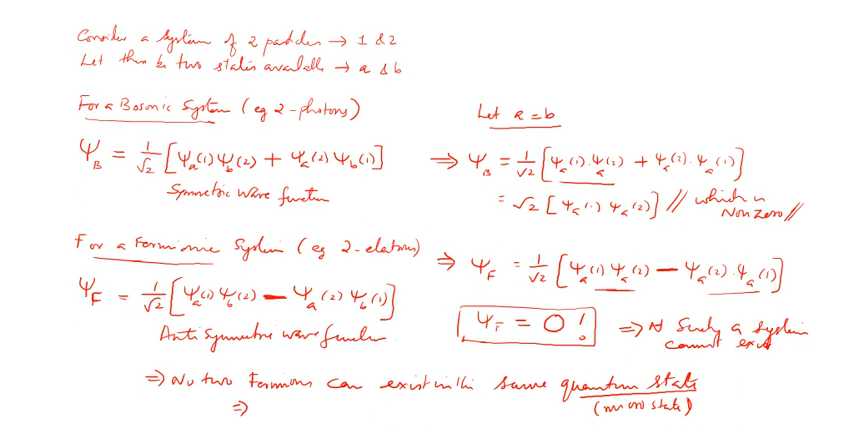 Consider a system of 2 particles → 1 & 2
Let there be two states available → a & b
For a Bosonic System (eg 2-photons)
Ψ_B = 1/√2 [Ψ_a(1) Ψ_b(2) + Ψ_a(2) Ψ_b(1)]
Symmetric wave function
Let a = b
⇒ Ψ_B = 1/√2 [Ψ_a(1). Ψ_a(2) + Ψ_a(2). Ψ_a(1)]
= √2 [Ψ_a(1) Ψ_a(2)] // which is
Non Zero //
For a Fermionic System (eg 2-electrons)
Ψ_F = 1/√2 [Ψ_a(1) Ψ_b(2) − Ψ_a(2) Ψ_b(1)]
Anti symmetric wave function.
⇒ Ψ_F = 1/√2 [Ψ_a(1) Ψ_a(2) − Ψ_a(2). Ψ_a(1)]
Ψ_F = 0 ! ⇒ Such a system
cannot exist
⇒ No two Fermions can exist in the same quantum state
(microstate)
⇒